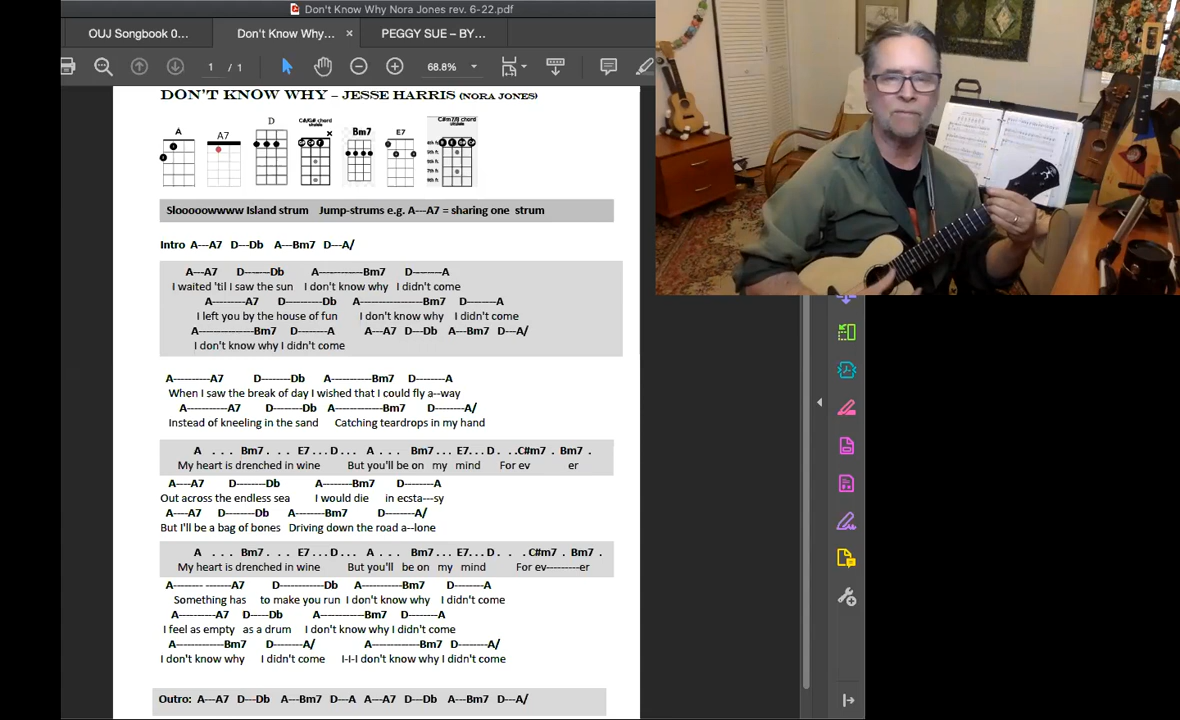 Don't Know Why Nora Jones rev. 6-22.pdf
OUJ Songbook 0... Don't Know Why... × PEGGY SUE – BY...
1 / 1 68.8%
DON'T KNOW WHY – JESSE HARRIS (NORA JONES)
A A7 D C#/G# chord ukulele x Bm7 E7 C#m7/B chord ukulele
Slooooowwww Island strum Jump-strums e.g. A---A7 = sharing one strum
Intro A---A7 D---Db A---Bm7 D---A/
A---A7 D-------Db A------------Bm7 D--------A
I waited 'til I saw the sun I don't know why I didn't come
A---------A7 D----------Db A-----------------Bm7 D--------A
I left you by the house of fun I don't know why I didn't come
A---------------Bm7 D--------A A---A7 D---Db A---Bm7 D---A/
I don't know why I didn't come
A----------A7 D--------Db A-----------Bm7 D--------A
When I saw the break of day I wished that I could fly a--way
A-----------A7 D--------Db A-------------Bm7 D--------A/
Instead of kneeling in the sand Catching teardrops in my hand
A . . . Bm7 . . . E7 . . . D . . . A . . . Bm7 . . . E7. . . D . . .C#m7 . Bm7 .
My heart is drenched in wine But you'll be on my mind For ev er
A----A7 D--------Db A--------Bm7 D--------A
Out across the endless sea I would die in ecsta---sy
A----A7 D--------Db A--------Bm7 D--------A/
But I'll be a bag of bones Driving down the road a--lone
A . . . Bm7 . . . E7 . . . D . . . A . . . Bm7 . . . E7. . . D . . . C#m7 . Bm7 .
My heart is drenched in wine But you'll be on my mind For ev---------er
A-------- -------A7 D------------Db A-----------Bm7 D--------A
Something has to make you run I don't know why I didn't come
A----------A7 D-----Db A------------Bm7 D--------A
I feel as empty as a drum I don't know why I didn't come
A------------Bm7 D--------A/ A-------------Bm7 D--------A/
I don't know why I didn't come I-I-I don't know why I didn't come
Outro: A---A7 D---Db A---Bm7 D---A A---A7 D---Db A---Bm7 D---A/